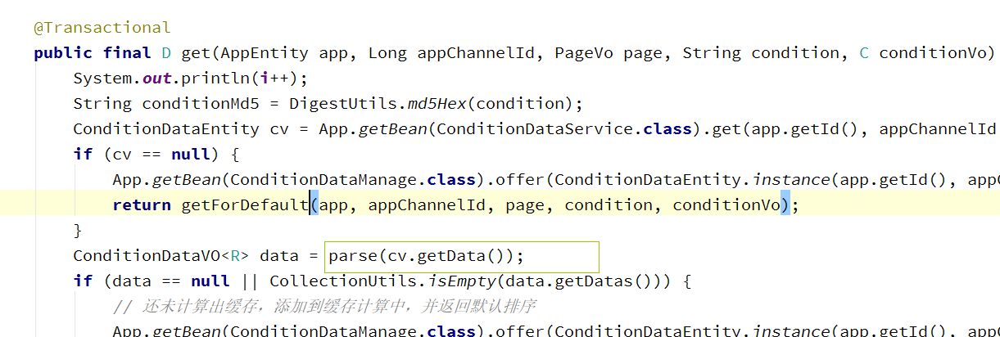 @Transactional
public final D get(AppEntity app, Long appChannelId, PageVo page, String condition, C conditionVo)
System.out.println(i++);
String conditionMd5 = DigestUtils.md5Hex(condition);
ConditionDataEntity cv = App.getBean(ConditionDataService.class).get(app.getId(), appChannelId
if (cv == null) {
App.getBean(ConditionDataManage.class).offer(ConditionDataEntity.instance(app.getId(), appC
return getForDefault(app, appChannelId, page, condition, conditionVo);
}
ConditionDataVO<R> data = parse(cv.getData());
if (data == null || CollectionUtils.isEmpty(data.getDatas())) {
// 还未计算出缓存，添加到缓存计算中，并返回默认排序
App.getBean(ConditionDataManage.class).offer(ConditionDataEntity.instance(app.getId(), appC